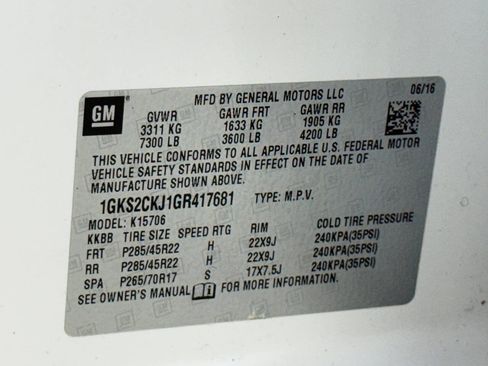 GM
MFD BY GENERAL MOTORS LLC
06/16
GVWR GAWR FRT GAWR RR
3311 KG 1633 KG 1905 KG
7300 LB 3600 LB 4200 LB
THIS VEHICLE CONFORMS TO ALL APPLICABLE U.S. FEDERAL MOTOR
VEHICLE SAFETY STANDARDS IN EFFECT ON THE DATE OF
MANUFACTURE SHOWN ABOVE.
1GKS2CKJ1GR417681 TYPE: M.P.V.
MODEL: K15706
KKBB TIRE SIZE SPEED RTG RIM COLD TIRE PRESSURE
FRT P285/45R22 H 22X9J 240KPA(35PSI)
RR P285/45R22 H 22X9J 240KPA(35PSI)
SPA P265/70R17 S 17X7.5J 240KPA(35PSI)
SEE OWNER'S MANUAL FOR MORE INFORMATION.